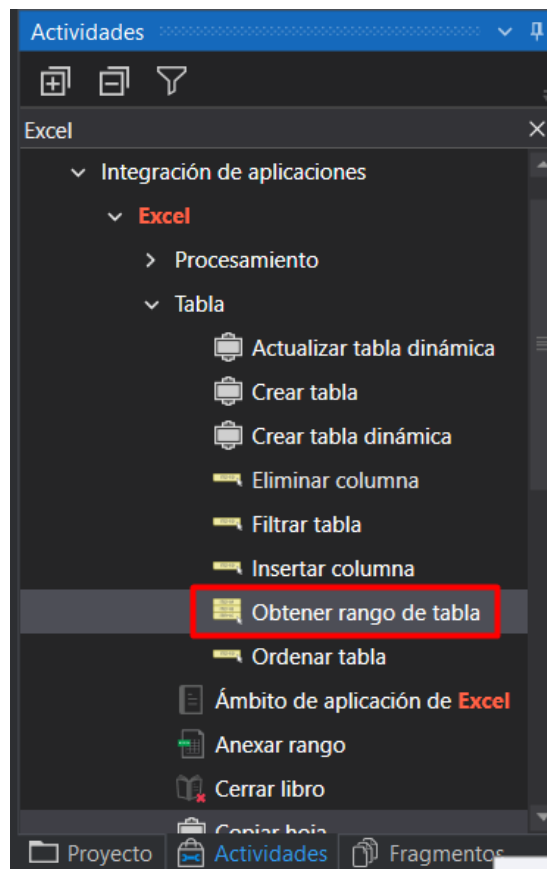 Actividades
Excel
Integración de aplicaciones
Excel
Procesamiento
Tabla
Actualizar tabla dinámica
Crear tabla
Crear tabla dinámica
Eliminar columna
Filtrar tabla
Insertar columna
Obtener rango de tabla
Ordenar tabla
Ámbito de aplicación de Excel
Anexar rango
Cerrar libro
Copiar hoja
Proyecto Actividades Fragmentos